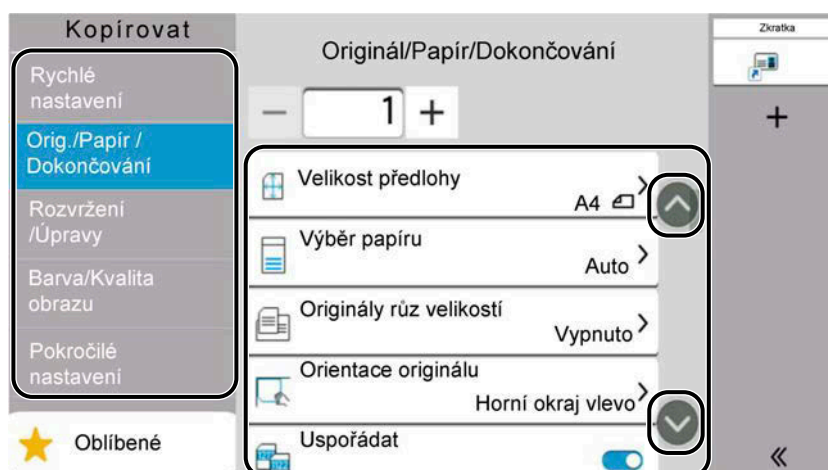 Kopírovat
Rychlé
nastavení
Orig./Papír /
Dokončování
Rozvržení
/Úpravy
Barva/Kvalita
obrazu
Pokročilé
nastavení
Oblíbené
Originál/Papír/Dokončování
− 1 +
Velikost předlohy
A4
Výběr papíru
Auto
Originály růz velikostí
Vypnuto
Orientace originálu
Horní okraj vlevo
Uspořádat
Zkratka
+
«